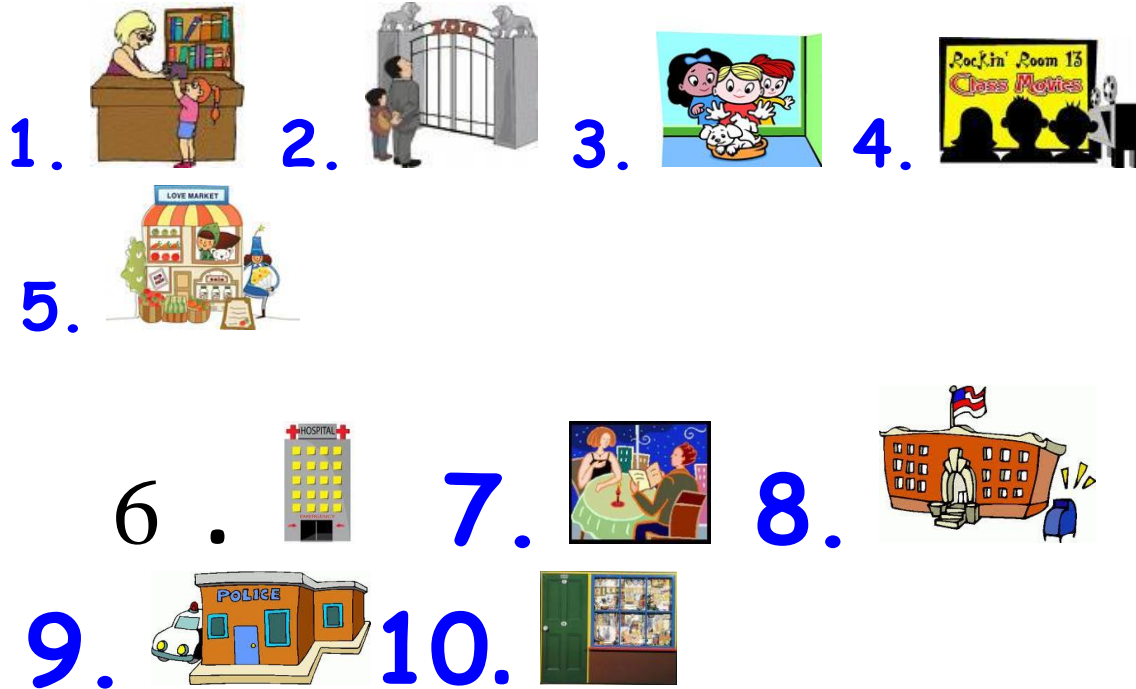 1. ZOO 2. 3. Rockin' Room 13
Class Movies 4.
LOVE MARKET
5.
HOSPITAL
EMERGENCY
6 . 7. 8.
POLICE
9. 10.